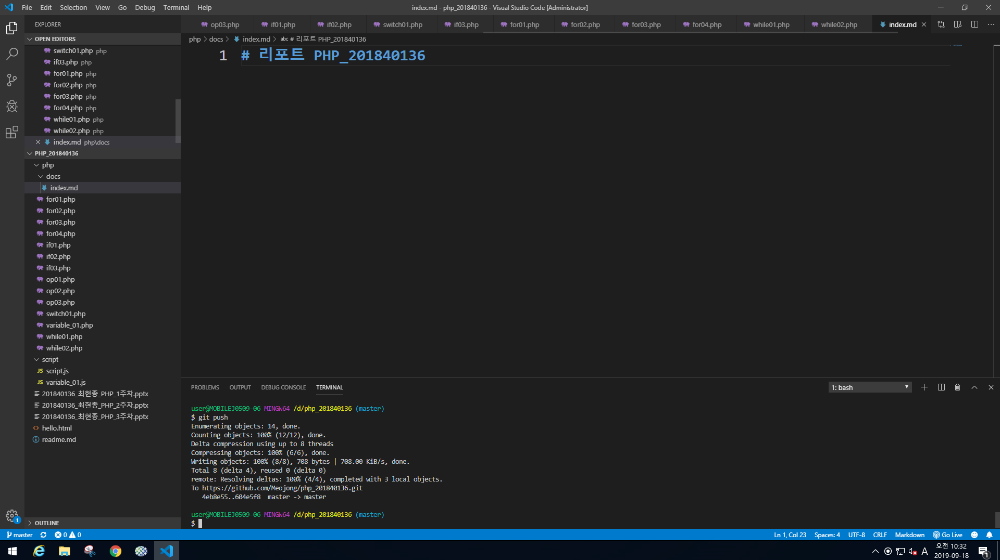 File Edit Selection View Go Debug Terminal Help
index.md - php_201840136 - Visual Studio Code [Administrator]
EXPLORER
OPEN EDITORS
switch01.php php
if03.php php
for01.php php
for02.php php
for03.php php
for04.php php
while01.php php
while02.php php
index.md php\docs
PHP_201840136
php
docs
index.md
for01.php
for02.php
for03.php
for04.php
if01.php
if02.php
if03.php
op01.php
op02.php
op03.php
switch01.php
variable_01.php
while01.php
while02.php
script
JS script.js
JS variable_01.js
201840136_최현종_PHP_1주차.pptx
201840136_최현종_PHP_2주차.pptx
201840136_최현종_PHP_3주차.pptx
hello.html
readme.md
OUTLINE
op03.php if01.php if02.php switch01.php if03.php for01.php for02.php for03.php for04.php while01.php while02.php index.md
php > docs > index.md > abc # 리포트 PHP_201840136
1 # 리포트 PHP_201840136
PROBLEMS OUTPUT DEBUG CONSOLE TERMINAL
1: bash
user@MOBILEJ0509-06 MINGW64 /d/php_201840136 (master)
$ git push
Enumerating objects: 14, done.
Counting objects: 100% (12/12), done.
Delta compression using up to 8 threads
Compressing objects: 100% (6/6), done.
Writing objects: 100% (8/8), 708 bytes | 708.00 KiB/s, done.
Total 8 (delta 4), reused 0 (delta 0)
remote: Resolving deltas: 100% (4/4), completed with 3 local objects.
To https://github.com/Meojong/php_201840136.git
4eb8e55..604e5f8 master -> master
user@MOBILEJ0509-06 MINGW64 /d/php_201840136 (master)
$
1
master 0 0
Ln 1, Col 23 Spaces: 4 UTF-8 CRLF Markdown Go Live
A
오전 10:32
2019-09-18
1